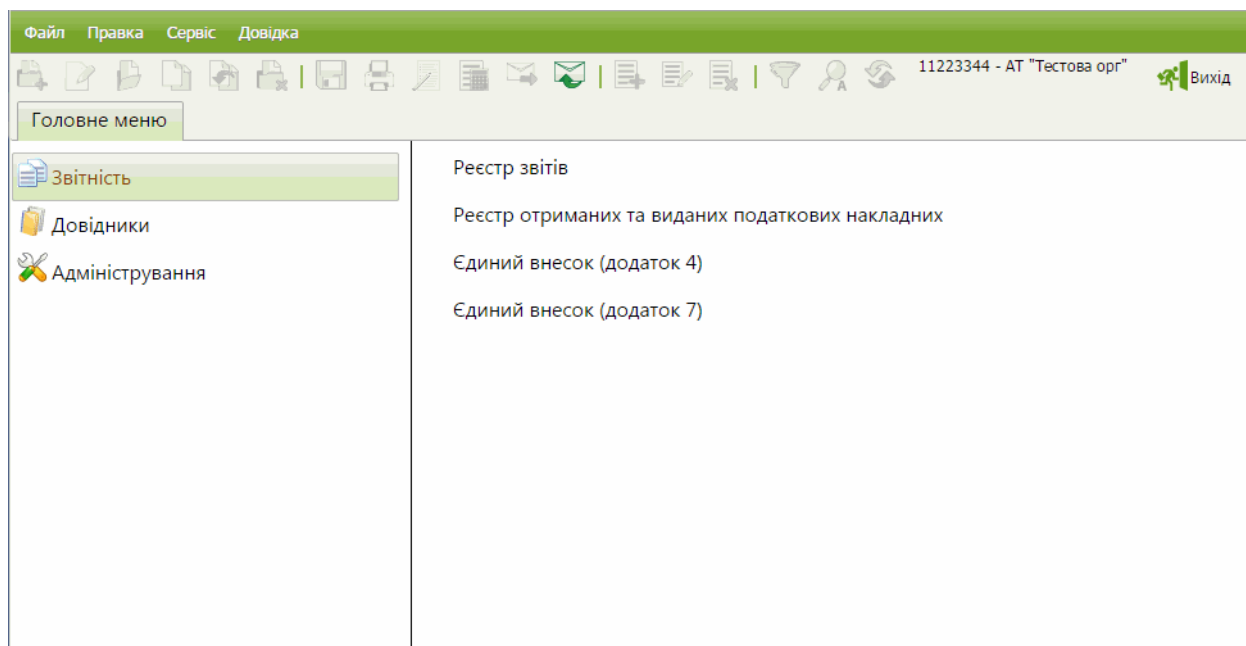 Файл Правка Сервіс Довідка
11223344 - АТ "Тестова орг"
Вихід
Головне меню
Звітність
Довідники
Адміністрування
Реєстр звітів
Реєстр отриманих та виданих податкових накладних
Єдиний внесок (додаток 4)
Єдиний внесок (додаток 7)